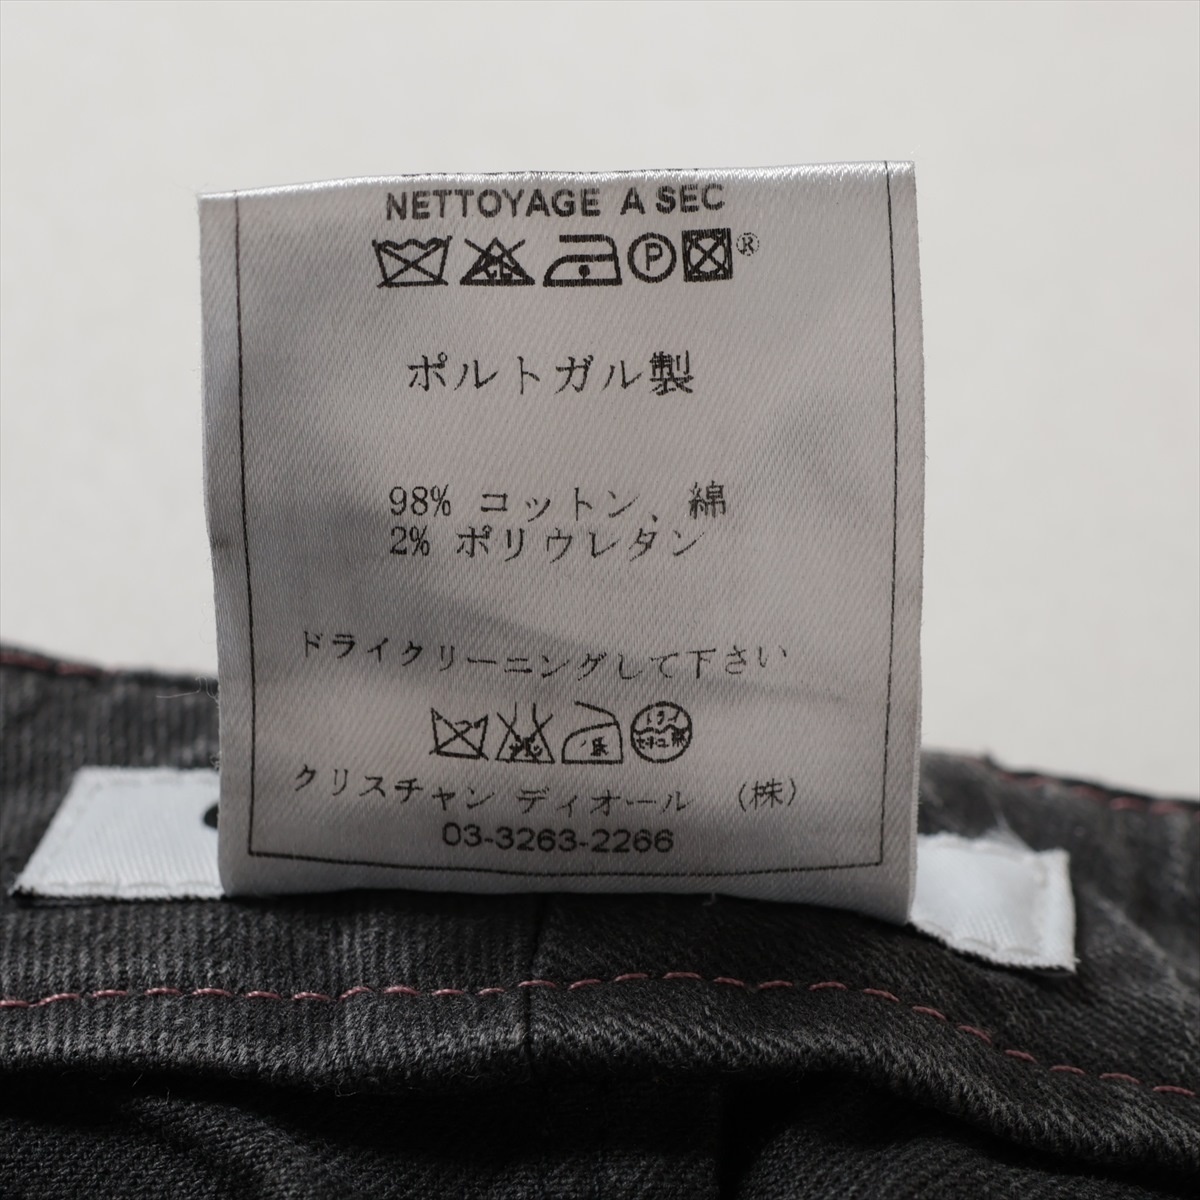 NETTOYAGE A SEC
CL P ®
ポルトガル製
98% コットン、綿
2% ポリウレタン
ドライクリーニングして下さい
クリスチャン ディオール (株)
03-3263-2266